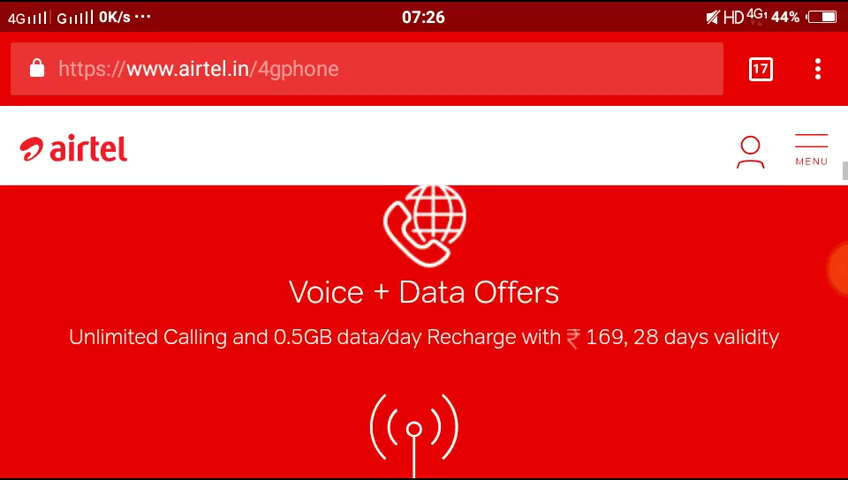 4G G 0K/s ··· 07:26 HD 4G1 44%
https://www.airtel.in/4gphone 17
airtel
MENU
Voice + Data Offers
Unlimited Calling and 0.5GB data/day Recharge with ₹ 169, 28 days validity